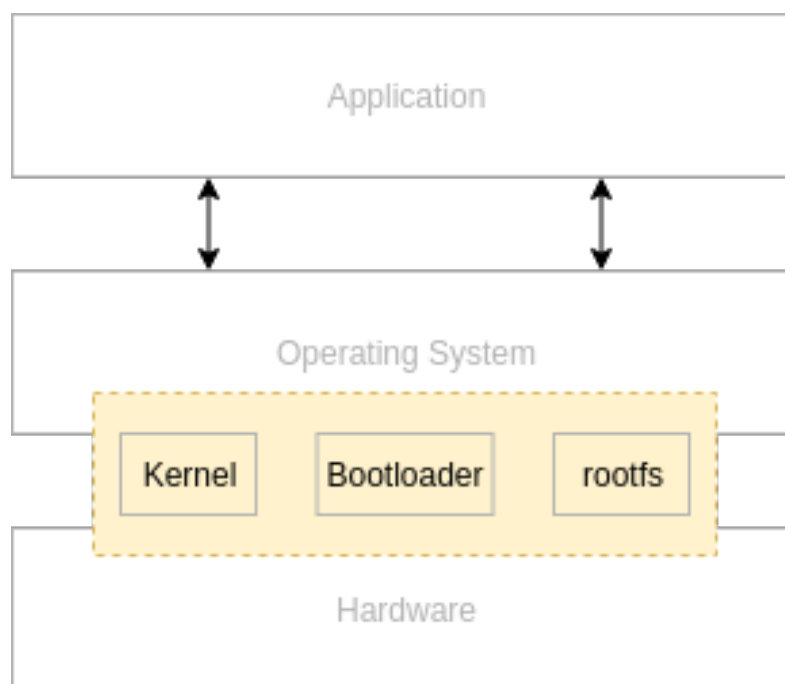 Application
Operating System
Kernel
Bootloader
rootfs
Hardware